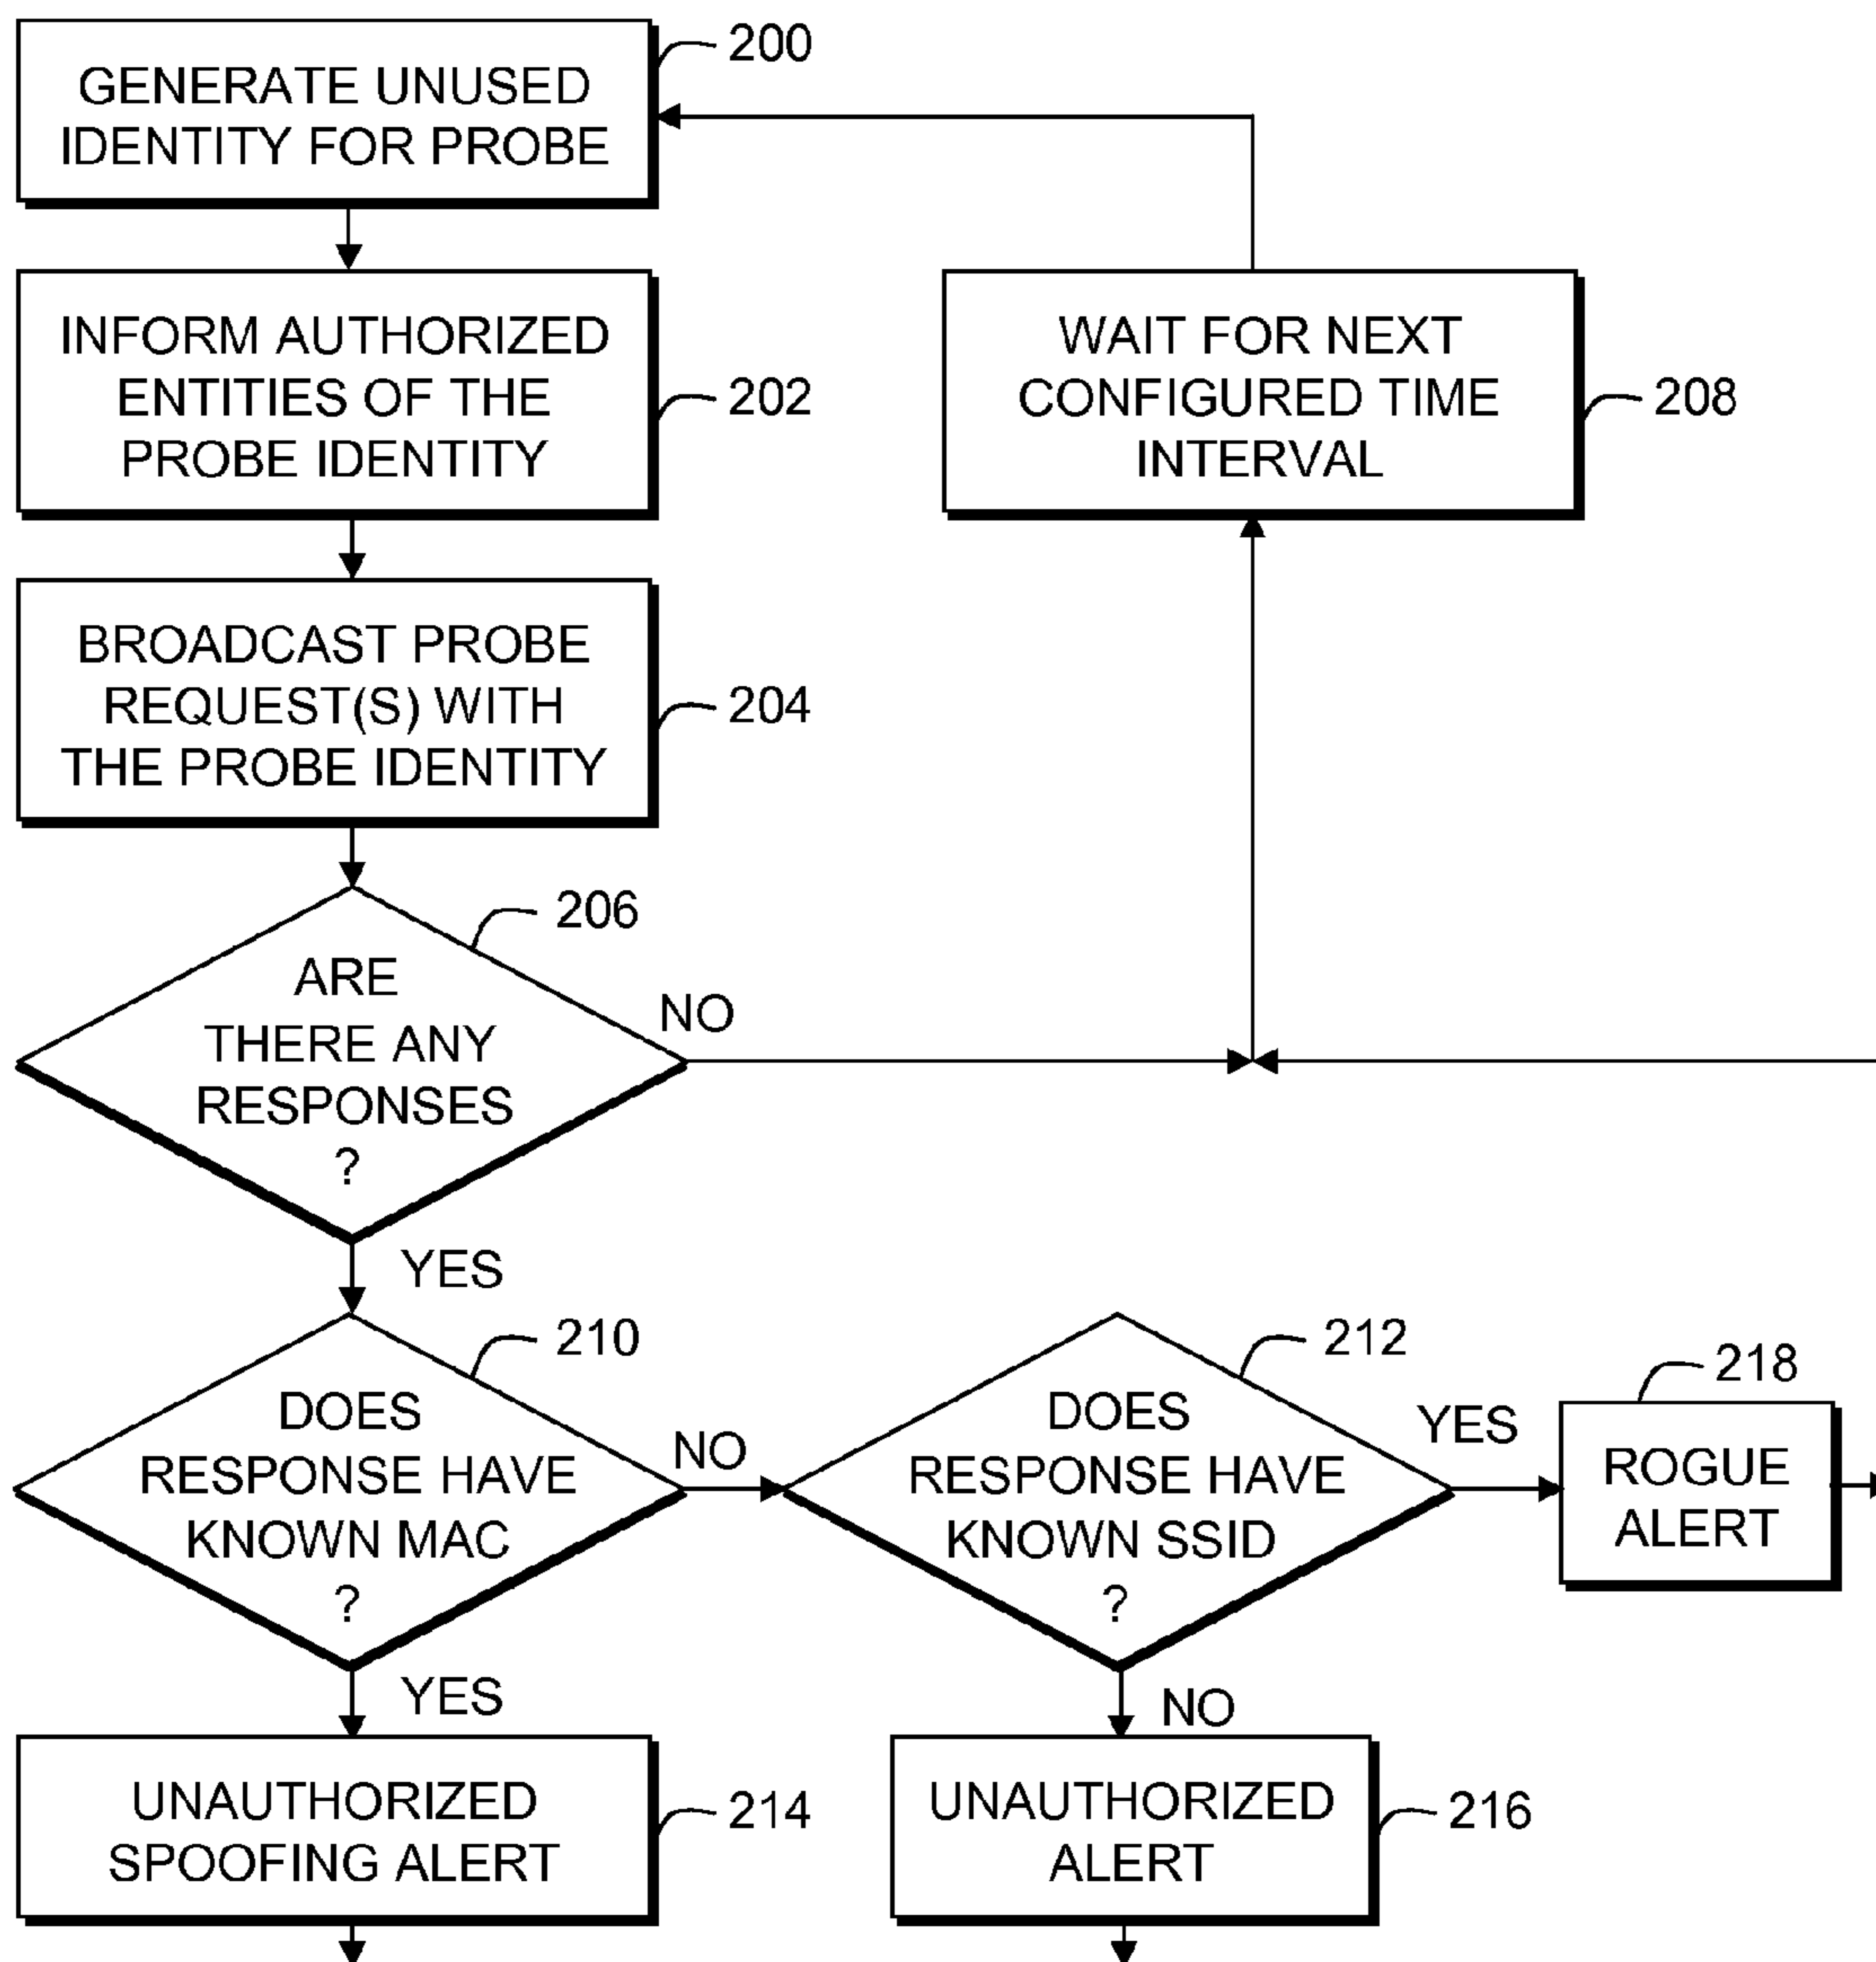 200
GENERATE UNUSED
IDENTITY FOR PROBE
INFORM AUTHORIZED
ENTITIES OF THE
PROBE IDENTITY
202
WAIT FOR NEXT
CONFIGURED TIME
INTERVAL
208
BROADCAST PROBE
REQUEST(S) WITH
THE PROBE IDENTITY
204
206
ARE
THERE ANY
RESPONSES
?
NO
YES
210
DOES
RESPONSE HAVE
KNOWN MAC
?
NO
212
DOES
RESPONSE HAVE
KNOWN SSID
?
YES
218
ROGUE
ALERT
YES
NO
UNAUTHORIZED
SPOOFING ALERT
214
UNAUTHORIZED
ALERT
216